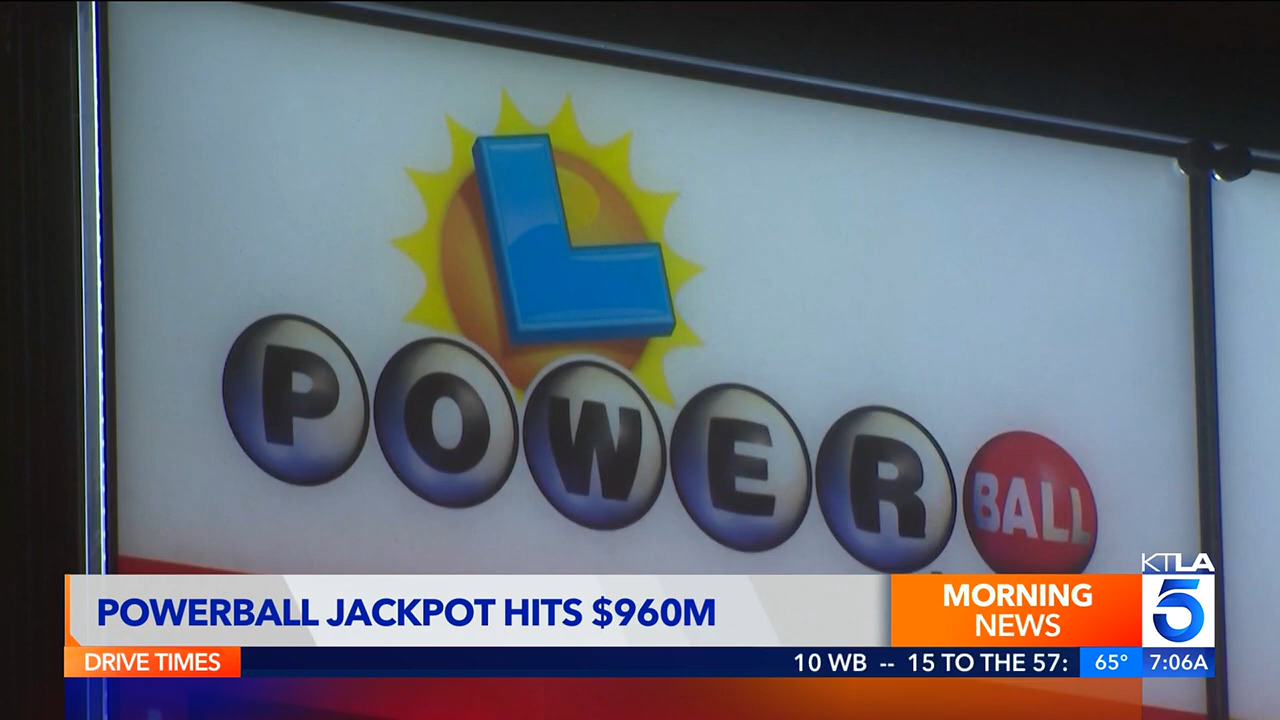 L
POWER BALL
KTLA
5
POWERBALL JACKPOT HITS $960M
MORNING
NEWS
DRIVE TIMES
10 WB -- 15 TO THE 57:
65°
7:06A